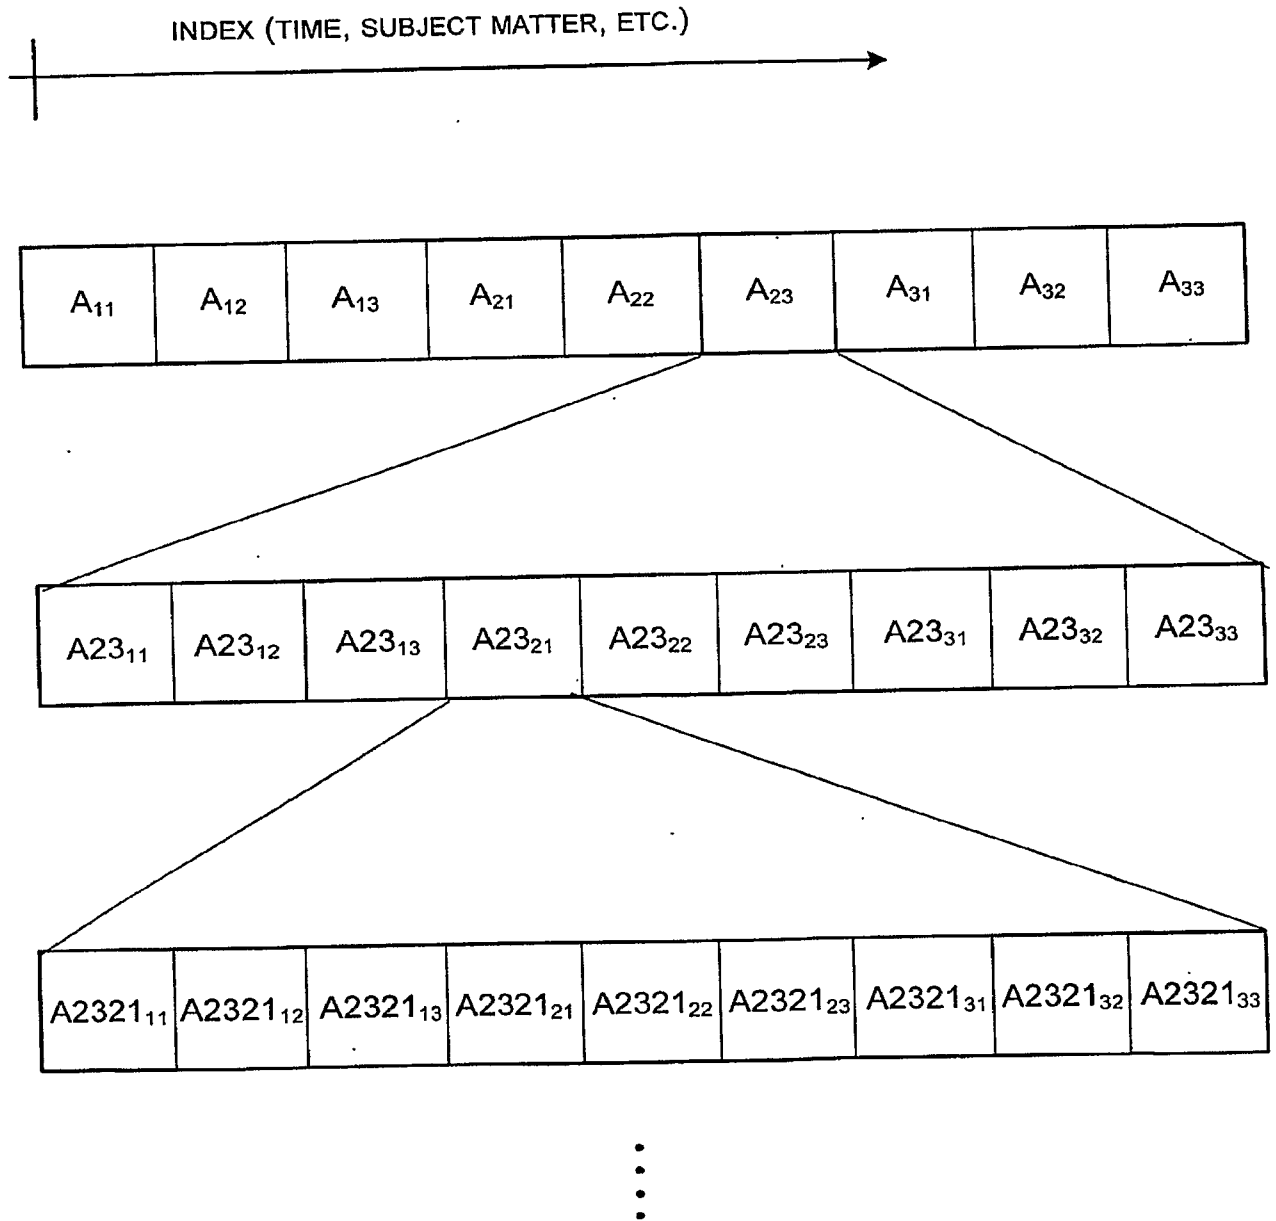 INDEX (TIME, SUBJECT MATTER, ETC.)
A₁₁ A₁₂ A₁₃ A₂₁ A₂₂ A₂₃ A₃₁ A₃₂ A₃₃
A23₁₁ A23₁₂ A23₁₃ A23₂₁ A23₂₂ A23₂₃ A23₃₁ A23₃₂ A23₃₃
A2321₁₁ A2321₁₂ A2321₁₃ A2321₂₁ A2321₂₂ A2321₂₃ A2321₃₁ A2321₃₂ A2321₃₃